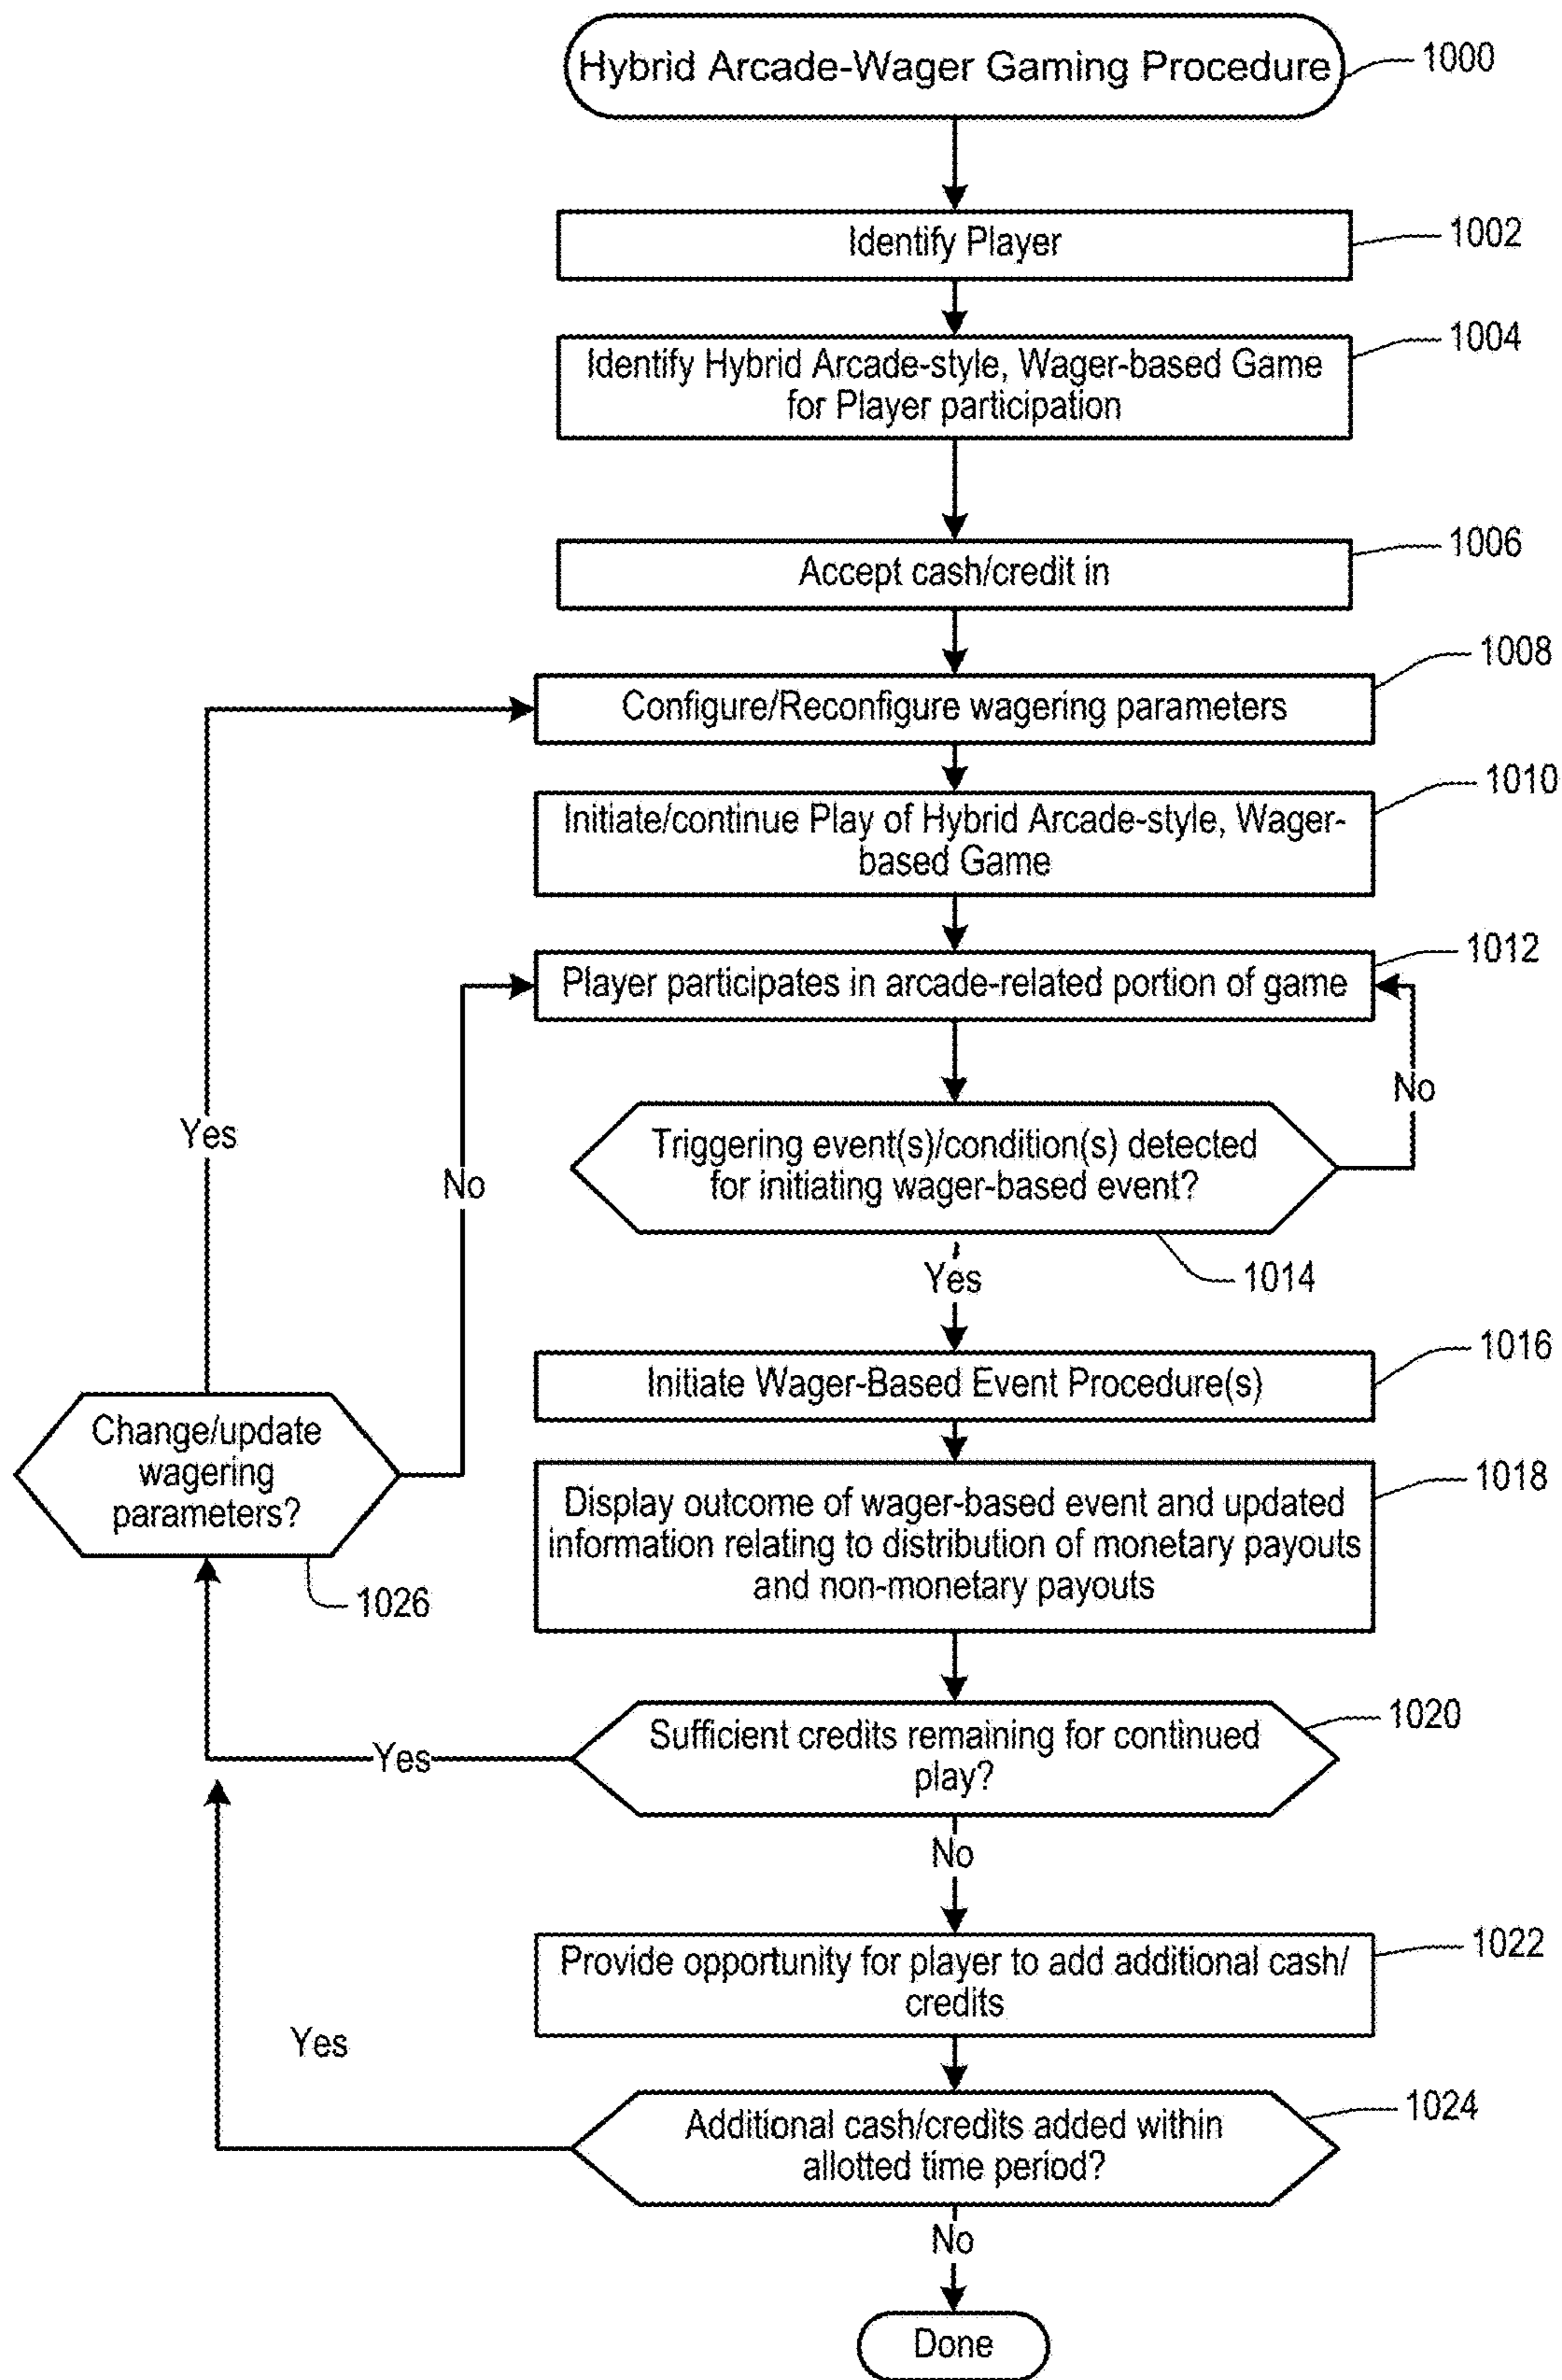 Hybrid Arcade-Wager Gaming Procedure
1000
Identify Player
1002
Identify Hybrid Arcade-style, Wager-based Game
for Player participation
1004
Accept cash/credit in
1006
Configure/Reconfigure wagering parameters
1008
Initiate/continue Play of Hybrid Arcade-style, Wager-
based Game
1010
Player participates in arcade-related portion of game
1012
No
Triggering event(s)/condition(s) detected
for initiating wager-based event?
1014
Yes
Yes
No
Initiate Wager-Based Event Procedure(s)
1016
Change/update
wagering
parameters?
1026
Display outcome of wager-based event and updated
information relating to distribution of monetary payouts
and non-monetary payouts
1018
Sufficient credits remaining for continued
play?
1020
Yes
No
Provide opportunity for player to add additional cash/
credits
1022
Yes
Additional cash/credits added within
allotted time period?
1024
No
Done